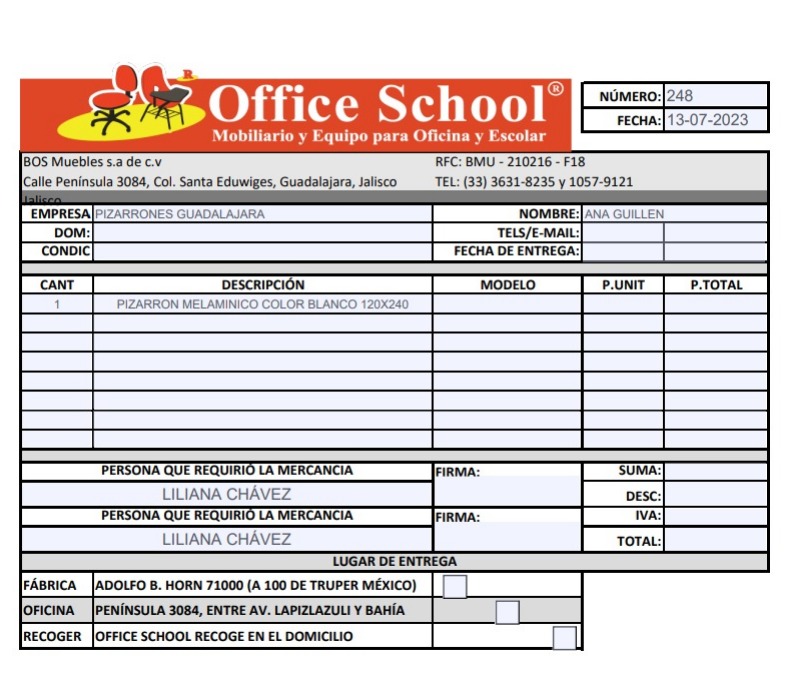 R
Office School®
Mobiliario y Equipo para Oficina y Escolar
NÚMERO: 248
FECHA: 13-07-2023
BOS Muebles s.a de c.v RFC: BMU - 210216 - F18
Calle Península 3084, Col. Santa Eduwiges, Guadalajara, Jalisco TEL: (33) 3631-8235 y 1057-9121
Jalisco
EMPRESA PIZARRONES GUADALAJARA NOMBRE: ANA GUILLEN
DOM: TELS/E-MAIL:
CONDIC FECHA DE ENTREGA:
CANT DESCRIPCIÓN MODELO P.UNIT P.TOTAL
1 PIZARRON MELAMINICO COLOR BLANCO 120X240
PERSONA QUE REQUIRIÓ LA MERCANCIA FIRMA: SUMA:
LILIANA CHÁVEZ DESC:
PERSONA QUE REQUIRIÓ LA MERCANCIA FIRMA: IVA:
LILIANA CHÁVEZ TOTAL:
LUGAR DE ENTREGA
FÁBRICA ADOLFO B. HORN 71000 (A 100 DE TRUPER MÉXICO)
OFICINA PENÍNSULA 3084, ENTRE AV. LAPIZLAZULI Y BAHÍA
RECOGER OFFICE SCHOOL RECOGE EN EL DOMICILIO